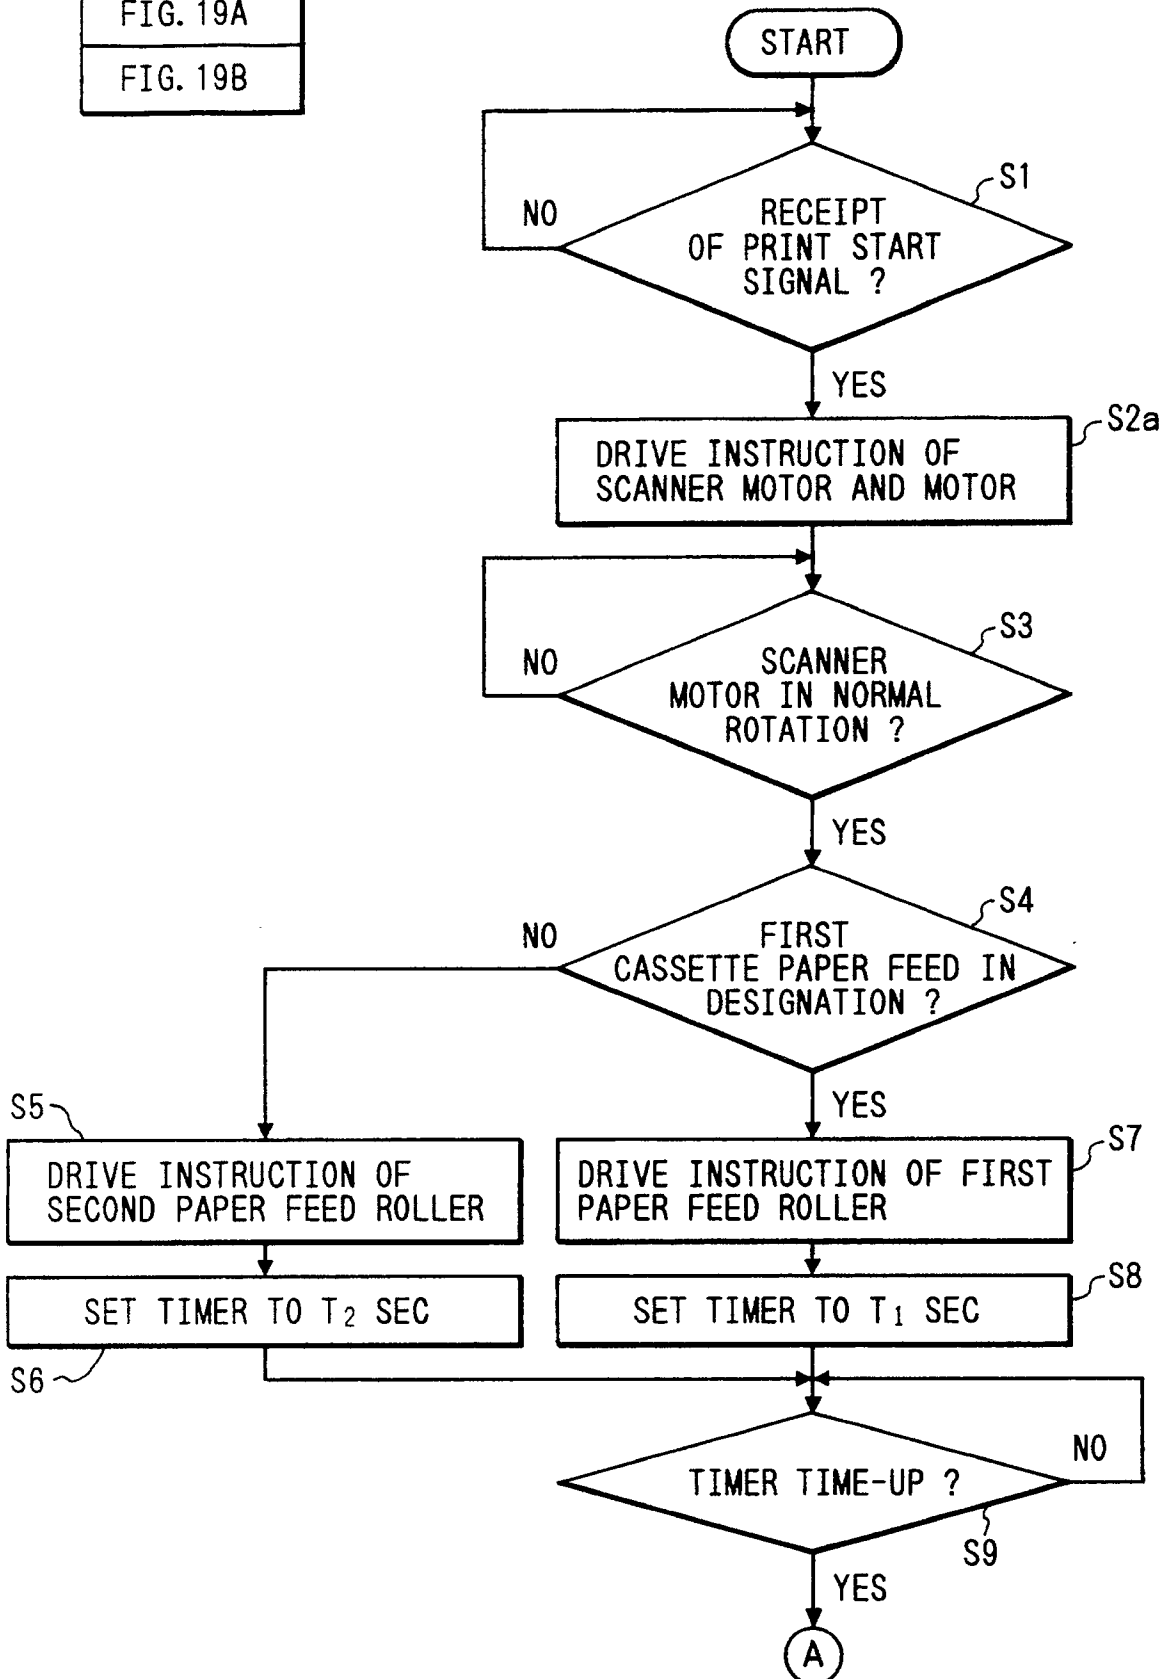 FIG. 19A
FIG. 19B
START
S1
NO
RECEIPT
OF PRINT START
SIGNAL ?
YES
S2a
DRIVE INSTRUCTION OF
SCANNER MOTOR AND MOTOR
S3
NO
SCANNER
MOTOR IN NORMAL
ROTATION ?
YES
S4
NO
FIRST
CASSETTE PAPER FEED IN
DESIGNATION ?
YES
S5
DRIVE INSTRUCTION OF
SECOND PAPER FEED ROLLER
S7
DRIVE INSTRUCTION OF FIRST
PAPER FEED ROLLER
SET TIMER TO T2 SEC
S6
S8
SET TIMER TO T1 SEC
NO
TIMER TIME-UP ?
S9
YES
A